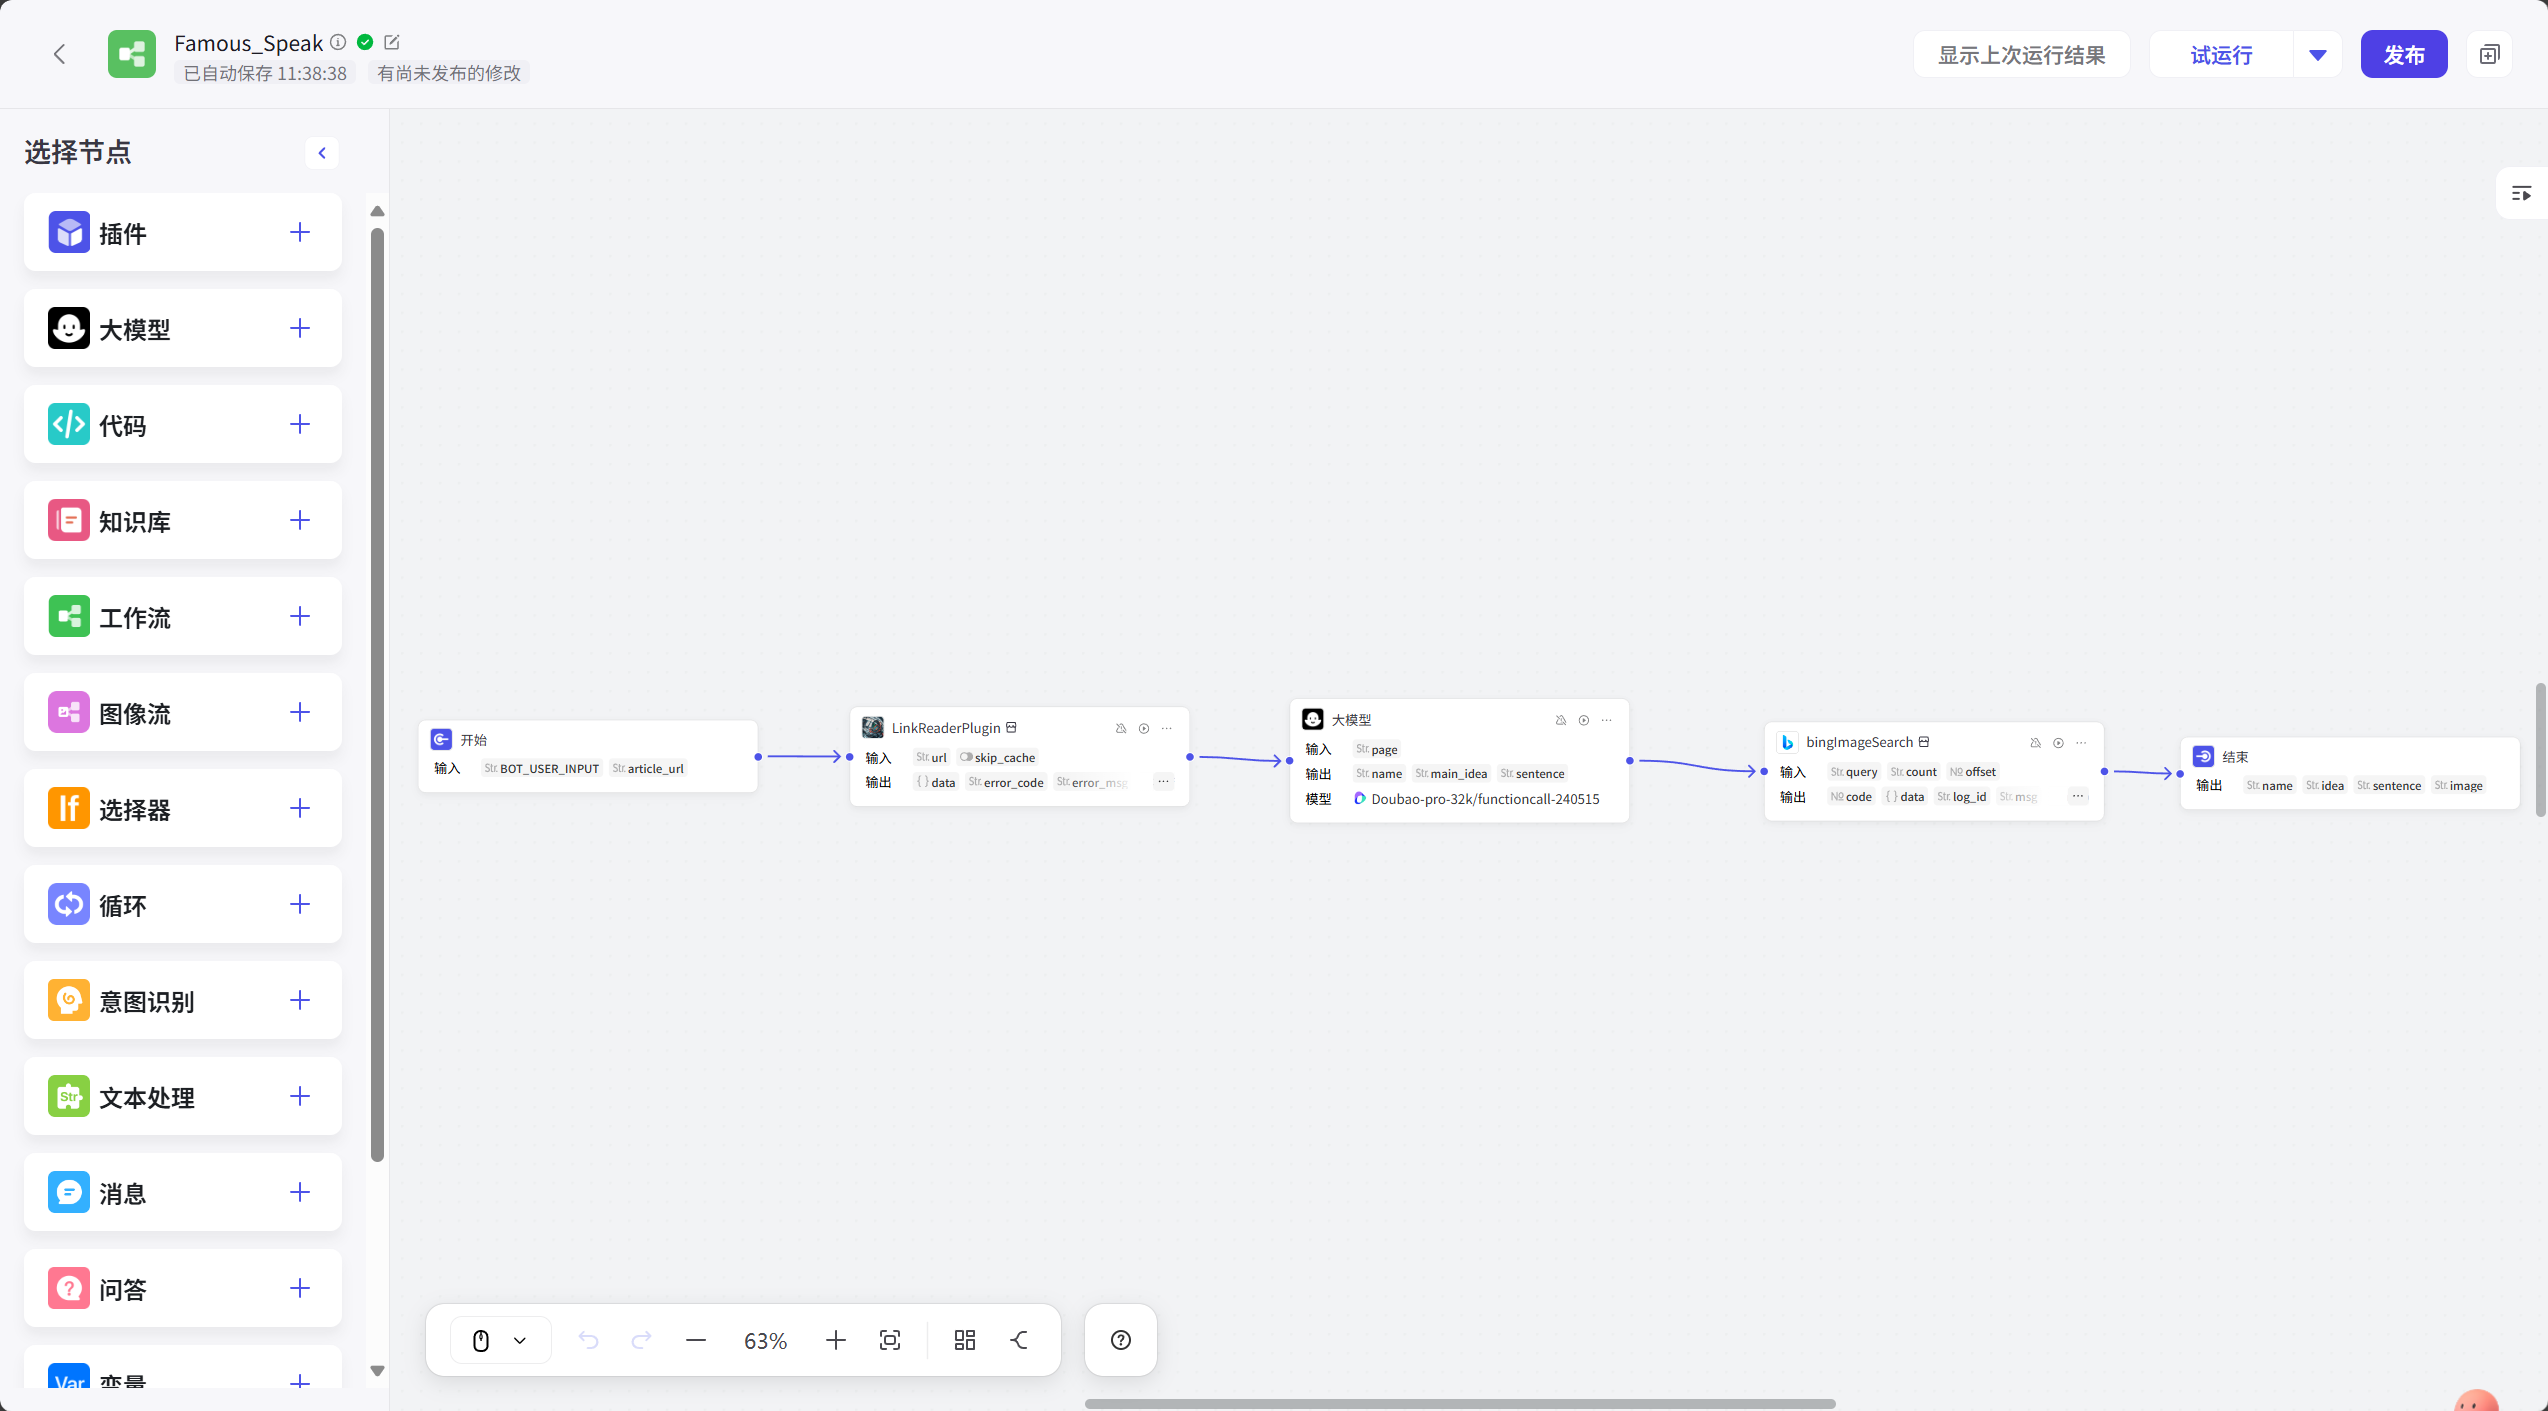 Famous_Speak
已自动保存 11:38:38 有尚未发布的修改
显示上次运行结果
试运行
发布
选择节点
插件
大模型
代码
知识库
工作流
图像流
If 选择器
循环
意图识别
Str 文本处理
消息
问答
Var 变量
开始
输入 Str. BOT_USER_INPUT Str. article_url
LinkReaderPlugin
输入 Str. url skip_cache
输出 { } data Str. error_code Str. error_msg ...
大模型
输入 Str. page
输出 Str. name Str. main_idea Str. sentence
模型 Doubao-pro-32k/functioncall-240515
bingImageSearch
输入 Str. query Str. count №offset
输出 № code { } data Str. log_id Str. msg ...
结束
输出 Str. name Str. idea Str. sentence Str. image
63%